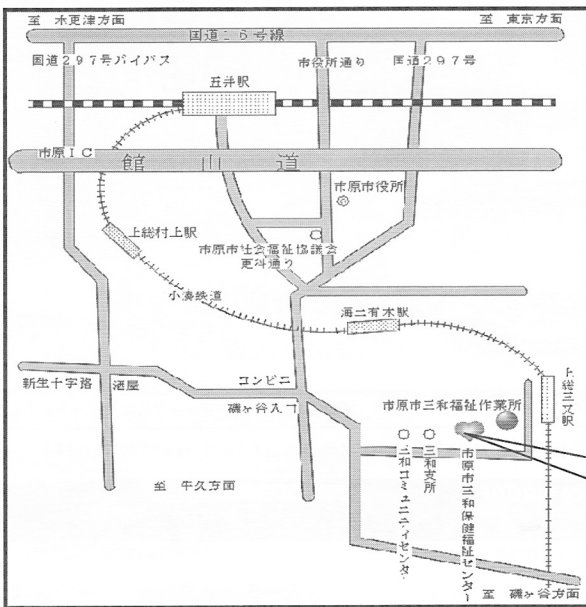 至 木更津方面
至 東京方面
国道16号線
国道297号バイパス
市役所通り
国道297号
五井駅
市原IC
館山道
市原市役所
上総村上駅
市原市社会福祉協議会
更科通り
小湊鉄道
海士有木駅
上総三又駅
新生十字路
酒屋
コンビニ
磯ヶ谷入口
市原市三和福祉作業所
三和コミュニティセンター
三和支所
市原市三和保健福祉センター
至 牛久方面
至 磯ヶ谷方面